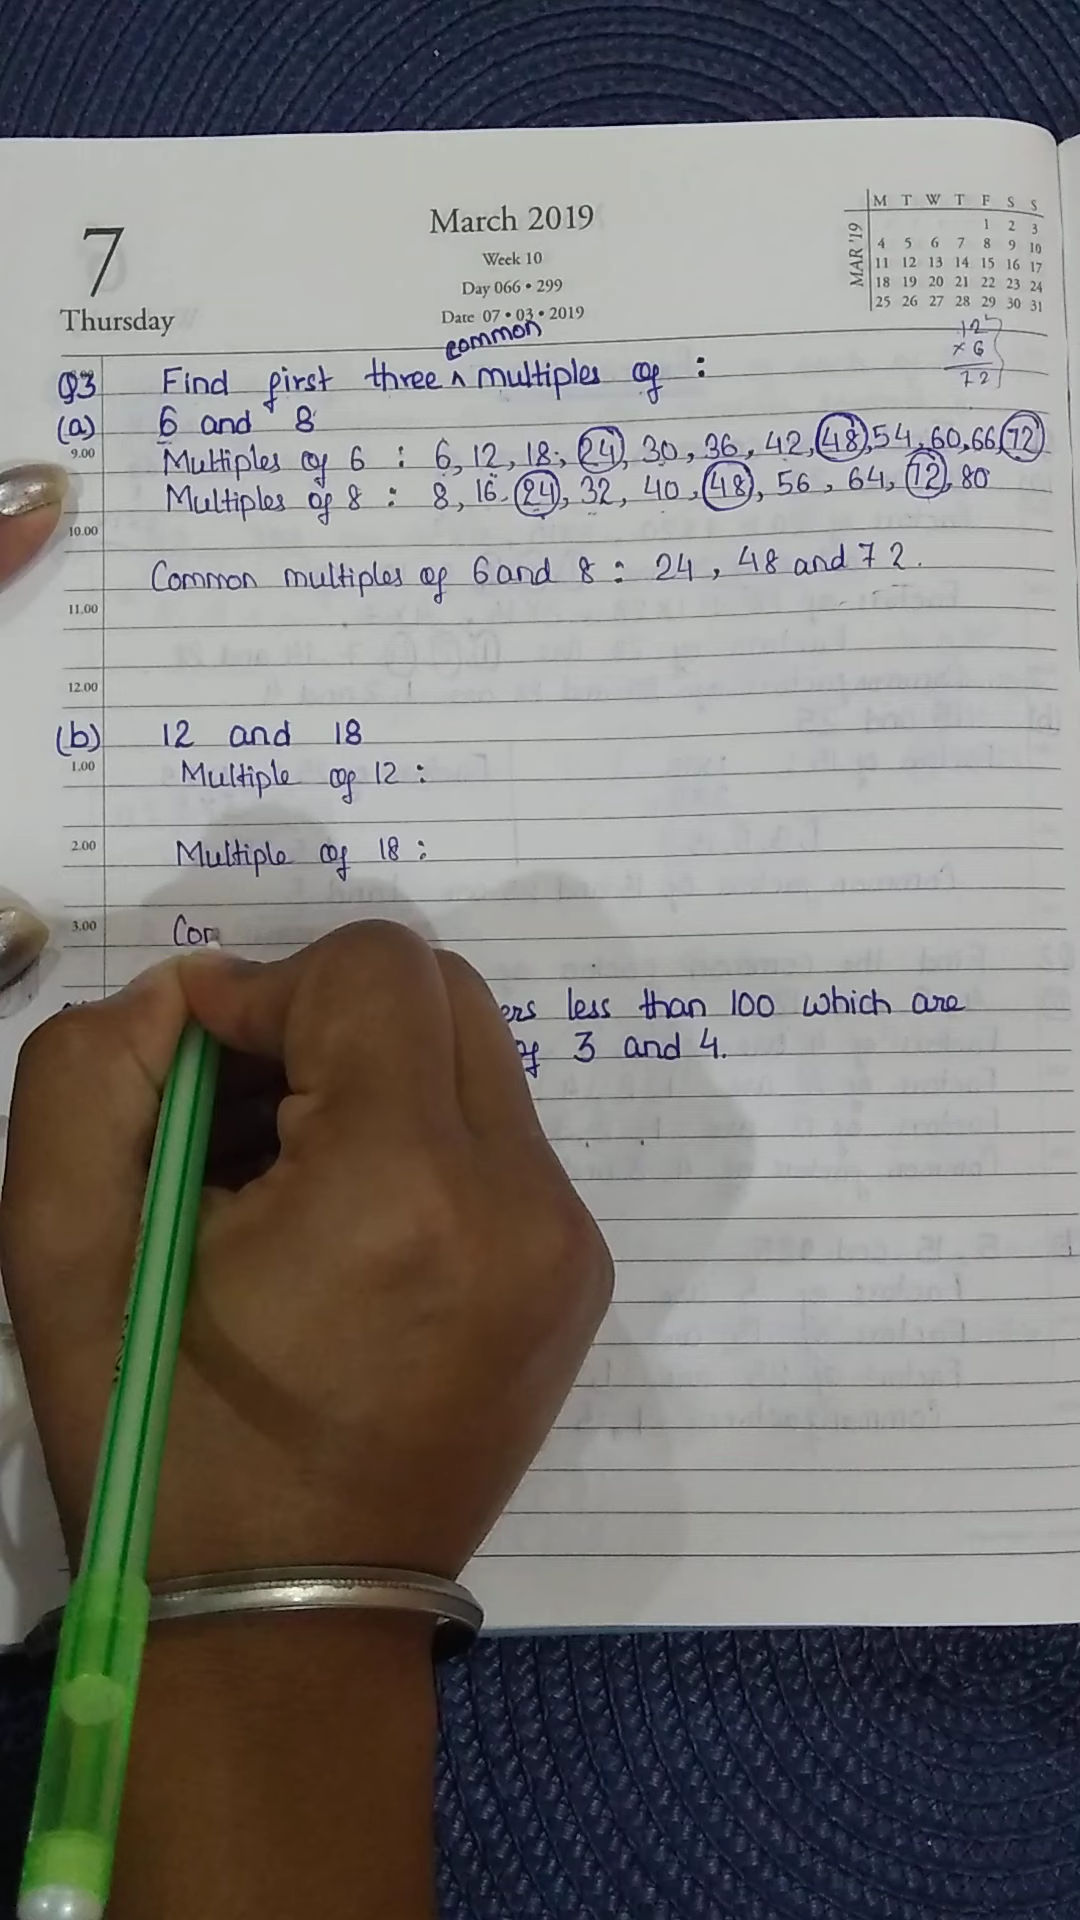 7
Thursday
March 2019
Week 10
Day 066 • 299
Date 07 • 03 • 2019
MAR '19
M T W T F S S
1 2 3
4 5 6 7 8 9 10
11 12 13 14 15 16 17
18 19 20 21 22 23 24
25 26 27 28 29 30 31
12
× 6
72
common
Q3 Find first three ^ multiples of :
(a) 6 and 8
9.00 Multiples of 6 : 6, 12, 18, 24, 30, 36, 42, 48, 54, 60, 66, 72
Multiples of 8 : 8, 16, 24, 32, 40, 48, 56, 64, 72, 80
10.00
Common multiples of 6 and 8 : 24, 48 and 72.
11.00
12.00
(b) 12 and 18
1.00 Multiple of 12 :
2.00 Multiple of 18 :
3.00 Com
less than 100 which are
of 3 and 4.